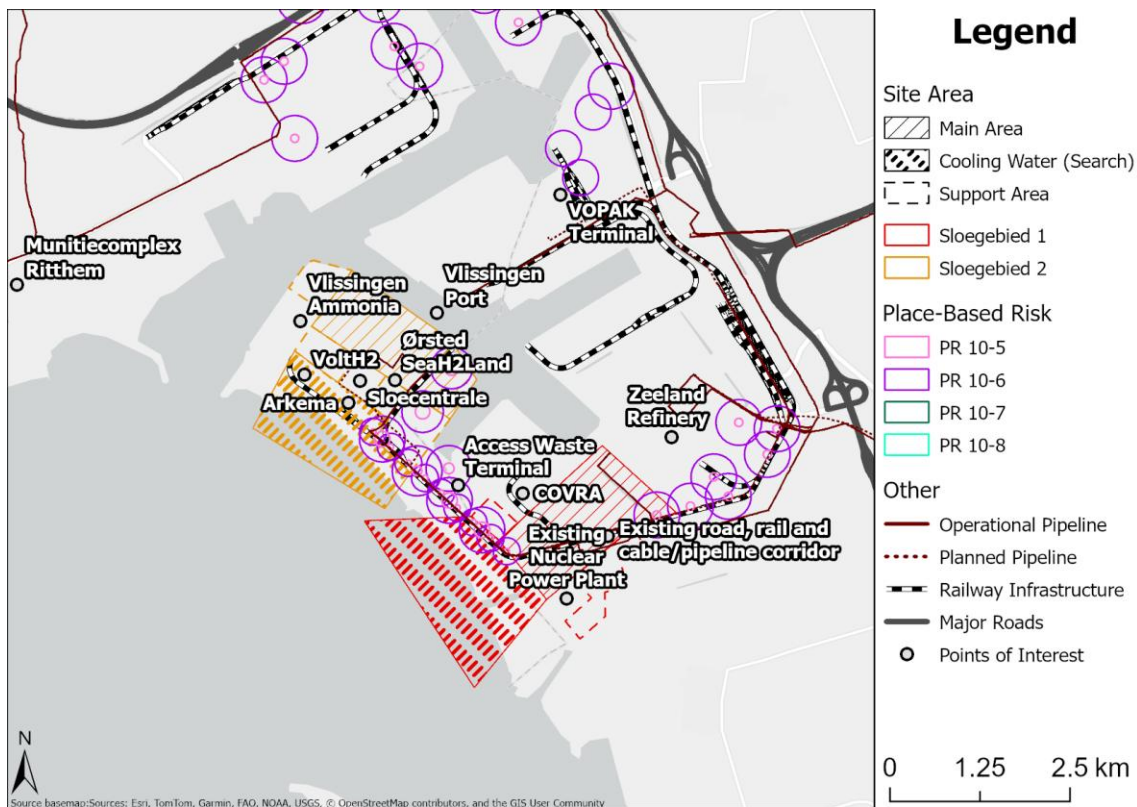 Munitiecomplex
Ritthem
Vlissingen
Ammonia
Vlissingen
Port
VOPAK
Terminal
VoltH2
Ørsted
SeaH2Land
Arkema
Sloecentrale
Zeeland
Refinery
Access Waste
Terminal
COVRA
Existing
Nuclear
Power Plant
Existing road, rail and
cable/pipeline corridor
N
Source basemap:Sources: Esri, TomTom, Garmin, FAO, NOAA, USGS, © OpenStreetMap contributors, and the GIS User Community
Legend
Site Area
Main Area
Cooling Water (Search)
Support Area
Sloegebied 1
Sloegebied 2
Place-Based Risk
PR 10-5
PR 10-6
PR 10-7
PR 10-8
Other
Operational Pipeline
Planned Pipeline
Railway Infrastructure
Major Roads
Points of Interest
0 1.25 2.5 km